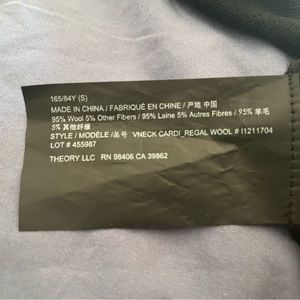 165/84Y (S)
MADE IN CHINA / FABRIQUÉ EN CHINE / 产地 中国
95% Wool 5% Other Fibers / 95% Laine 5% Autres Fibres / 95% 羊毛
5% 其他纤维
STYLE / MODÈLE /品号 VNECK CARDI_REGAL WOOL # I1211704
LOT # 455987
THEORY LLC RN 98406 CA 39862